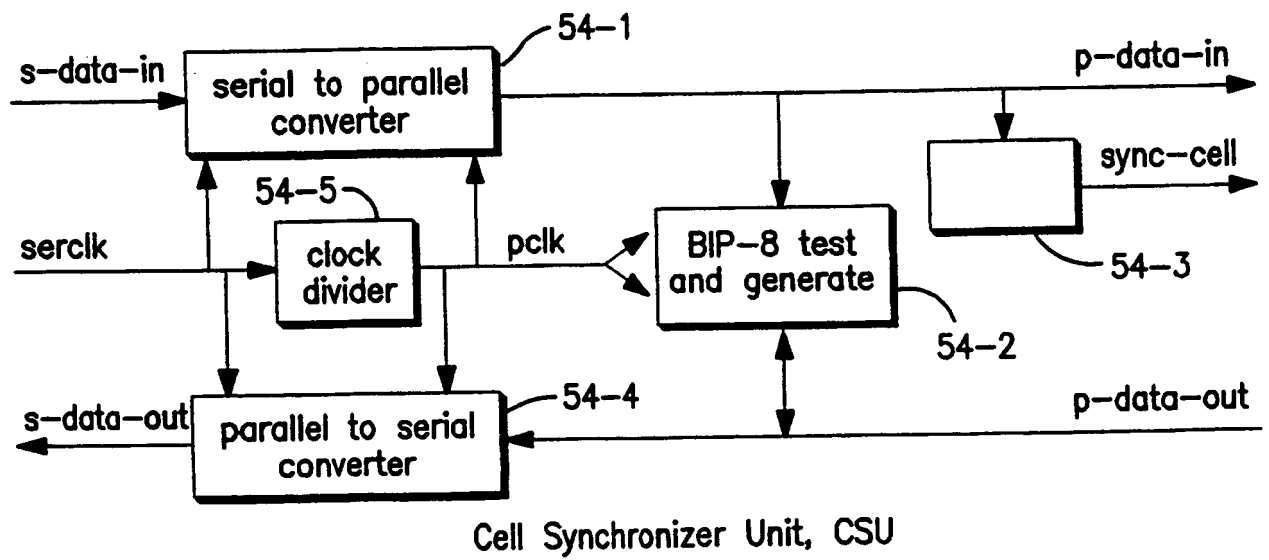 54-1
s-data-in
serial to parallel
converter
p-data-in
sync-cell
54-5
serclk
clock
divider
pclk
BIP-8 test
and generate
54-3
54-2
54-4
s-data-out
parallel to serial
converter
p-data-out
Cell Synchronizer Unit, CSU